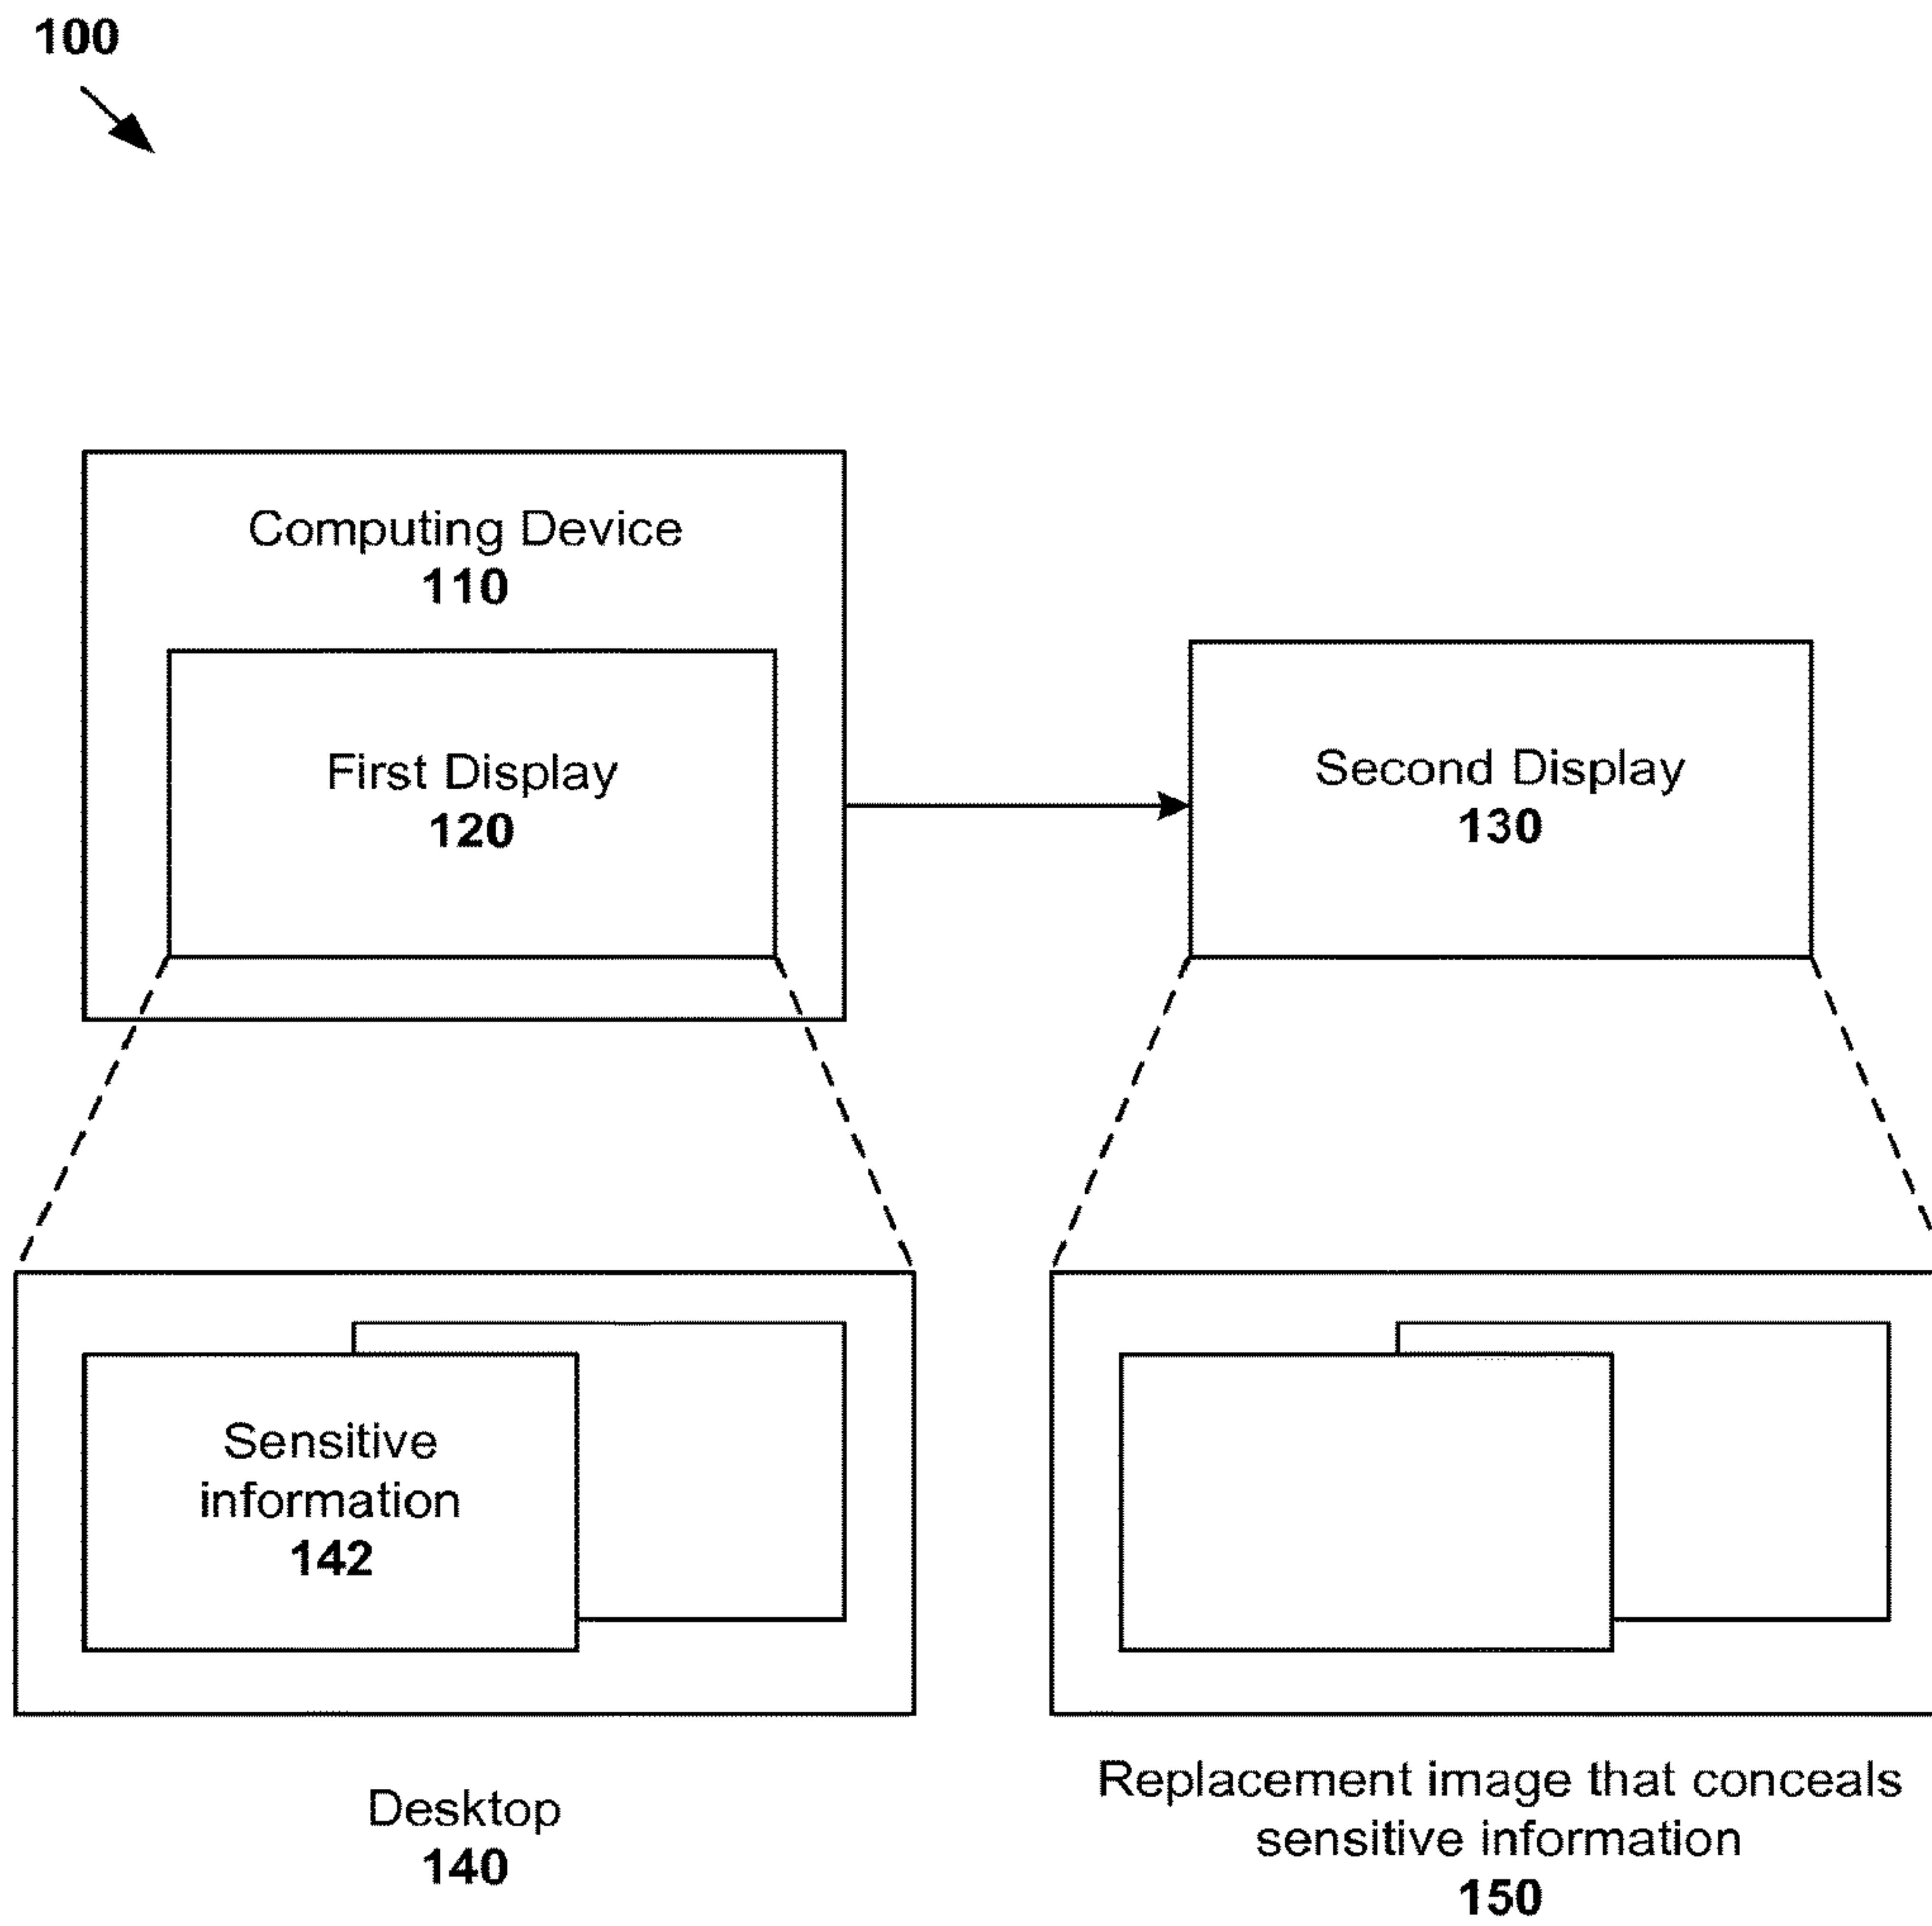 100
Computing Device
110
First Display
120
Second Display
130
Sensitive
information
142
Desktop
140
Replacement image that conceals
sensitive information
150